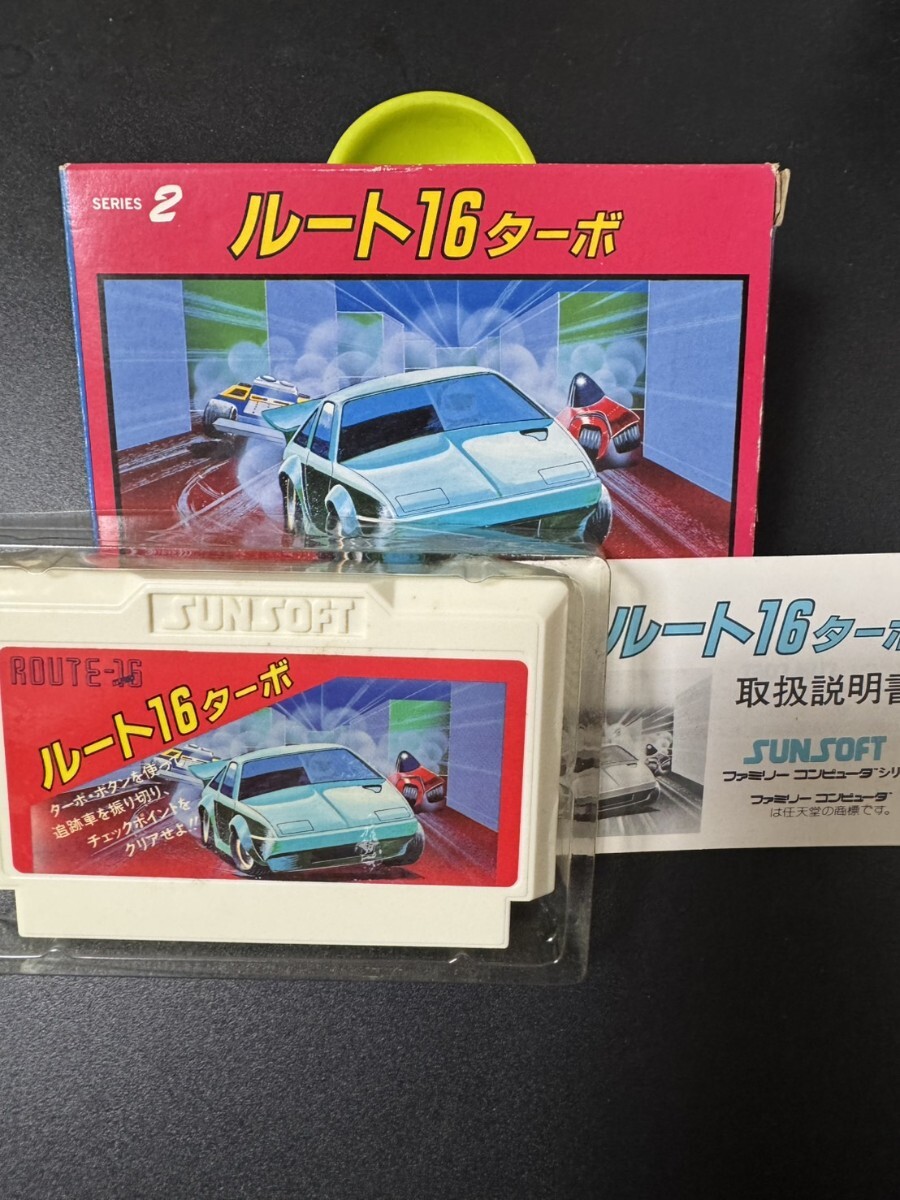 SERIES 2
ルート16ターボ
SUNSOFT
ROUTE-16
ルート16ターボ
ターボ・ボタンを使って
追跡車を振り切り、
チェックポイントを
クリアせよ!!
ルート16ターボ
取扱説明書
SUNSOFT
ファミリー コンピュータ™シリ
ファミリー コンピュータ™
は任天堂の商標です。